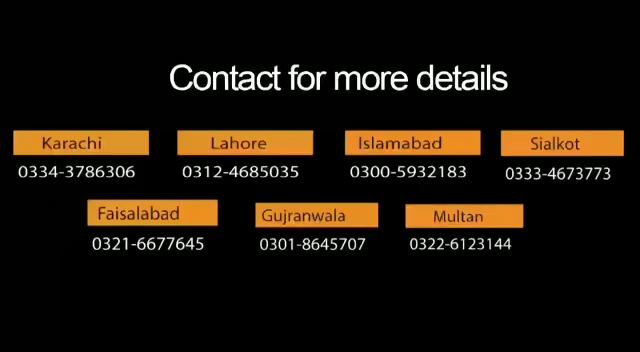 Contact for more details
Karachi Lahore Islamabad Sialkot
0334-3786306 0312-4685035 0300-5932183 0333-4673773
Faisalabad Gujranwala Multan
0321-6677645 0301-8645707 0322-6123144